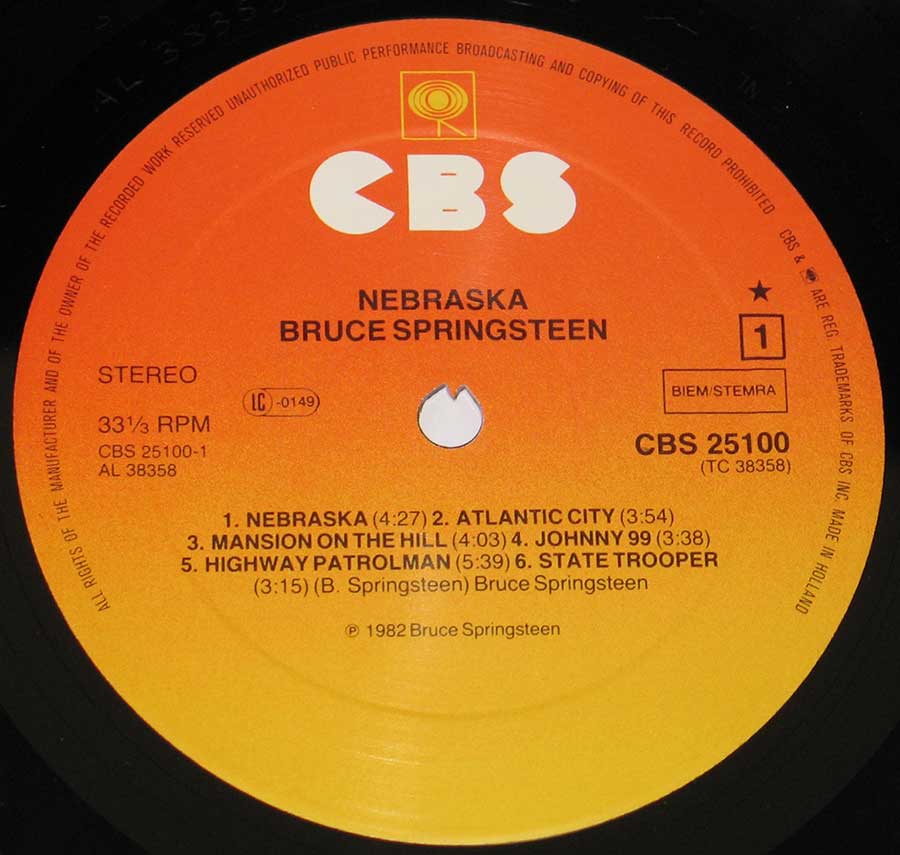 ALL RIGHTS OF THE MANUFACTURER AND OF THE OWNER OF THE RECORDED WORK RESERVED UNAUTHORIZED PUBLIC PERFORMANCE BROADCASTING AND COPYING OF THIS RECORD PROHIBITED
CBS & ARE REG. TRADEMARKS OF CBS INC. MADE IN HOLLAND
CBS
NEBRASKA
BRUCE SPRINGSTEEN
★
1
STEREO
LC -0149
BIEM/STEMRA
33⅓ RPM
CBS 25100-1
AL 38358
CBS 25100
(TC 38358)
1. NEBRASKA (4:27) 2. ATLANTIC CITY (3:54)
3. MANSION ON THE HILL (4:03) 4. JOHNNY 99 (3:38)
5. HIGHWAY PATROLMAN (5:39) 6. STATE TROOPER
(3:15) (B. Springsteen) Bruce Springsteen
℗ 1982 Bruce Springsteen